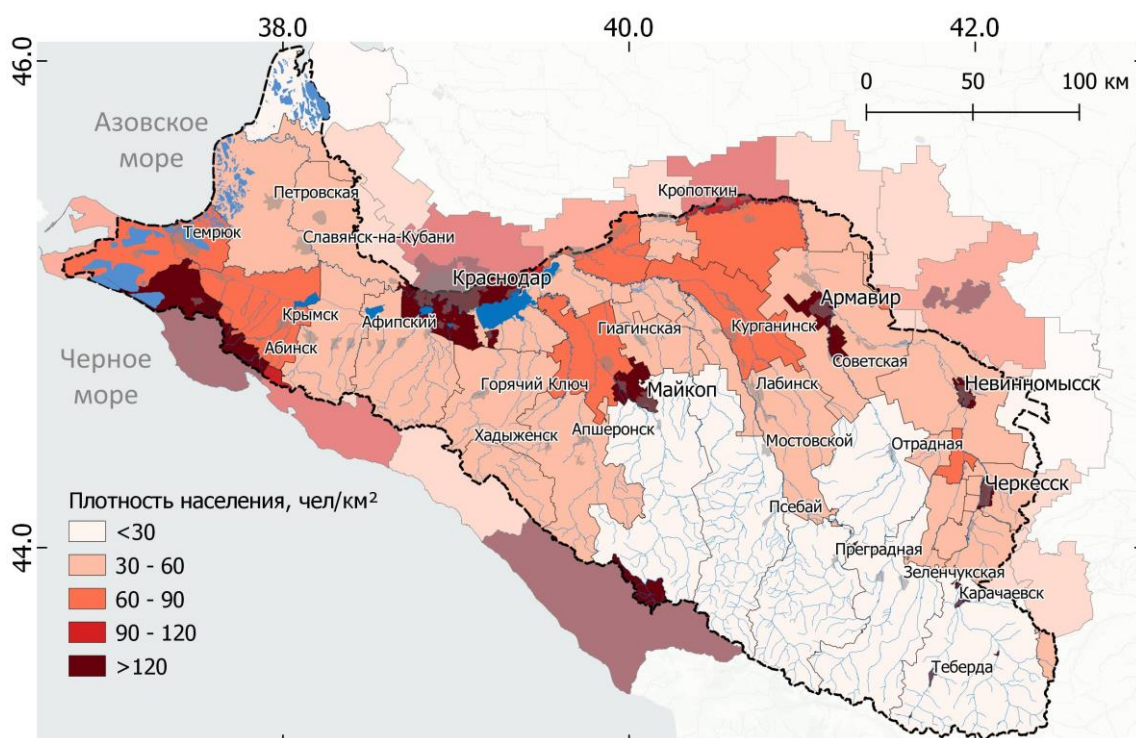 38.0
40.0
42.0
46.0
44.0
0
50
100 км
Азовское
море
Петровская
Темрюк
Славянск-на-Кубани
Кропоткин
Краснодар
Армавир
Крымск
Афипский
Гиагинская
Курганинск
Советская
Абинск
Черное
море
Горячий Ключ
Майкоп
Лабинск
Невинномысск
Хадыженск
Апшеронск
Мостовской
Отрадная
Черкесск
Псебай
Преградная
Зеленчукская
Карачаевск
Теберда
Плотность населения, чел/км²
<30
30 - 60
60 - 90
90 - 120
>120
44.0